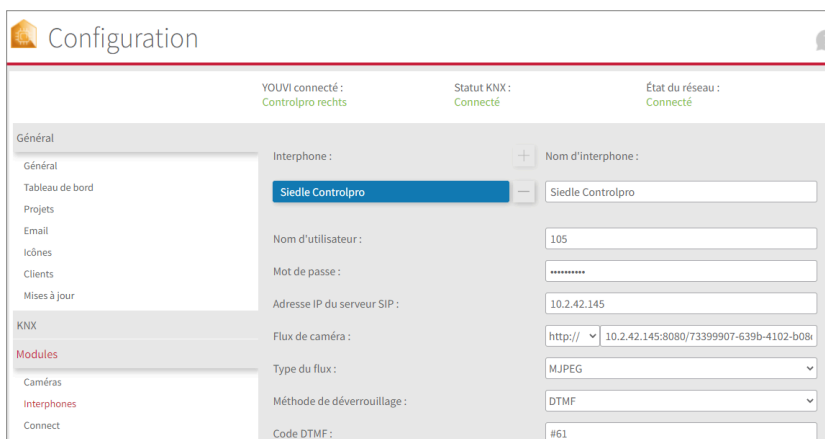 Configuration
YOUVI connecté :
Controlpro rechts
Statut KNX :
Connecté
État du réseau :
Connecté
Général
Général
Tableau de bord
Projets
Email
Icônes
Clients
Mises à jour
KNX
Modules
Caméras
Interphones
Connect
Interphone :
Nom d'interphone :
Siedle Controlpro
Siedle Controlpro
Nom d'utilisateur :
105
Mot de passe :
••••••••••
Adresse IP du serveur SIP :
10.2.42.145
Flux de caméra :
http://
10.2.42.145:8080/73399907-639b-4102-b08
Type du flux :
MJPEG
Méthode de déverrouillage :
DTMF
Code DTMF :
#61